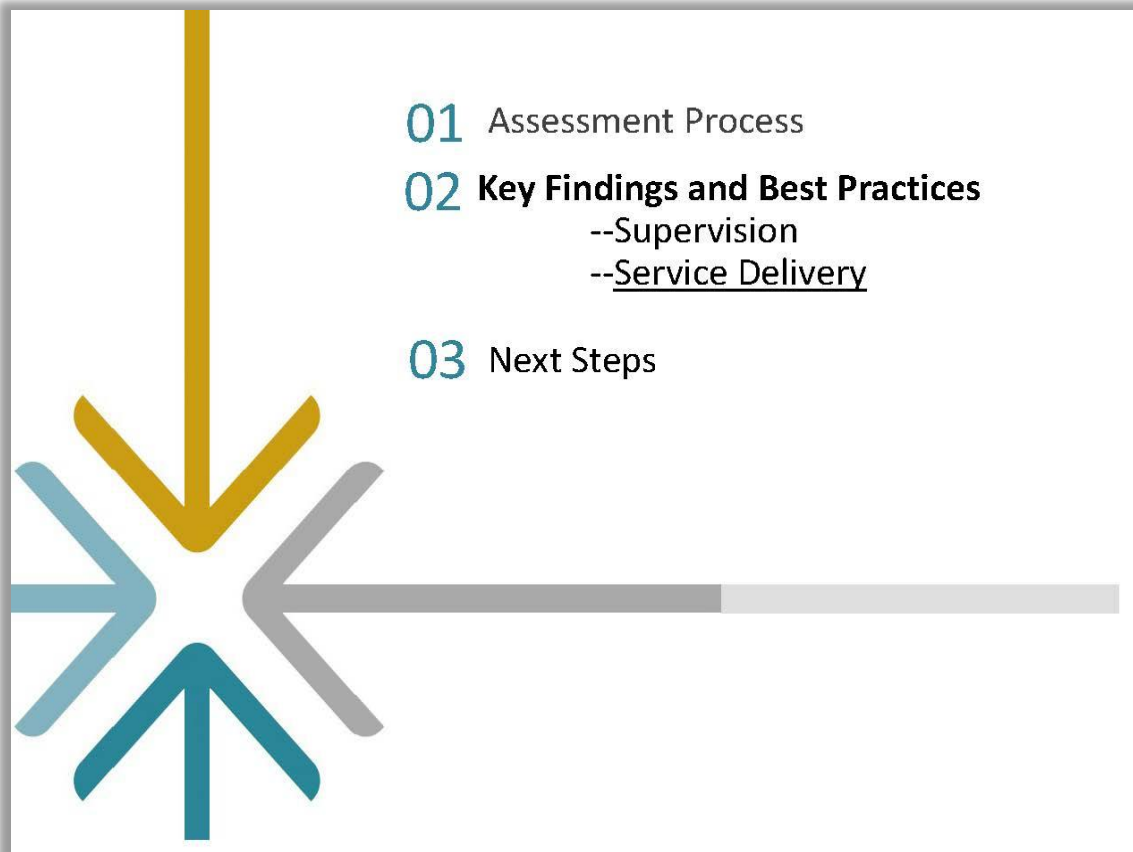 01 Assessment Process
02 Key Findings and Best Practices
--Supervision
--Service Delivery
03 Next Steps